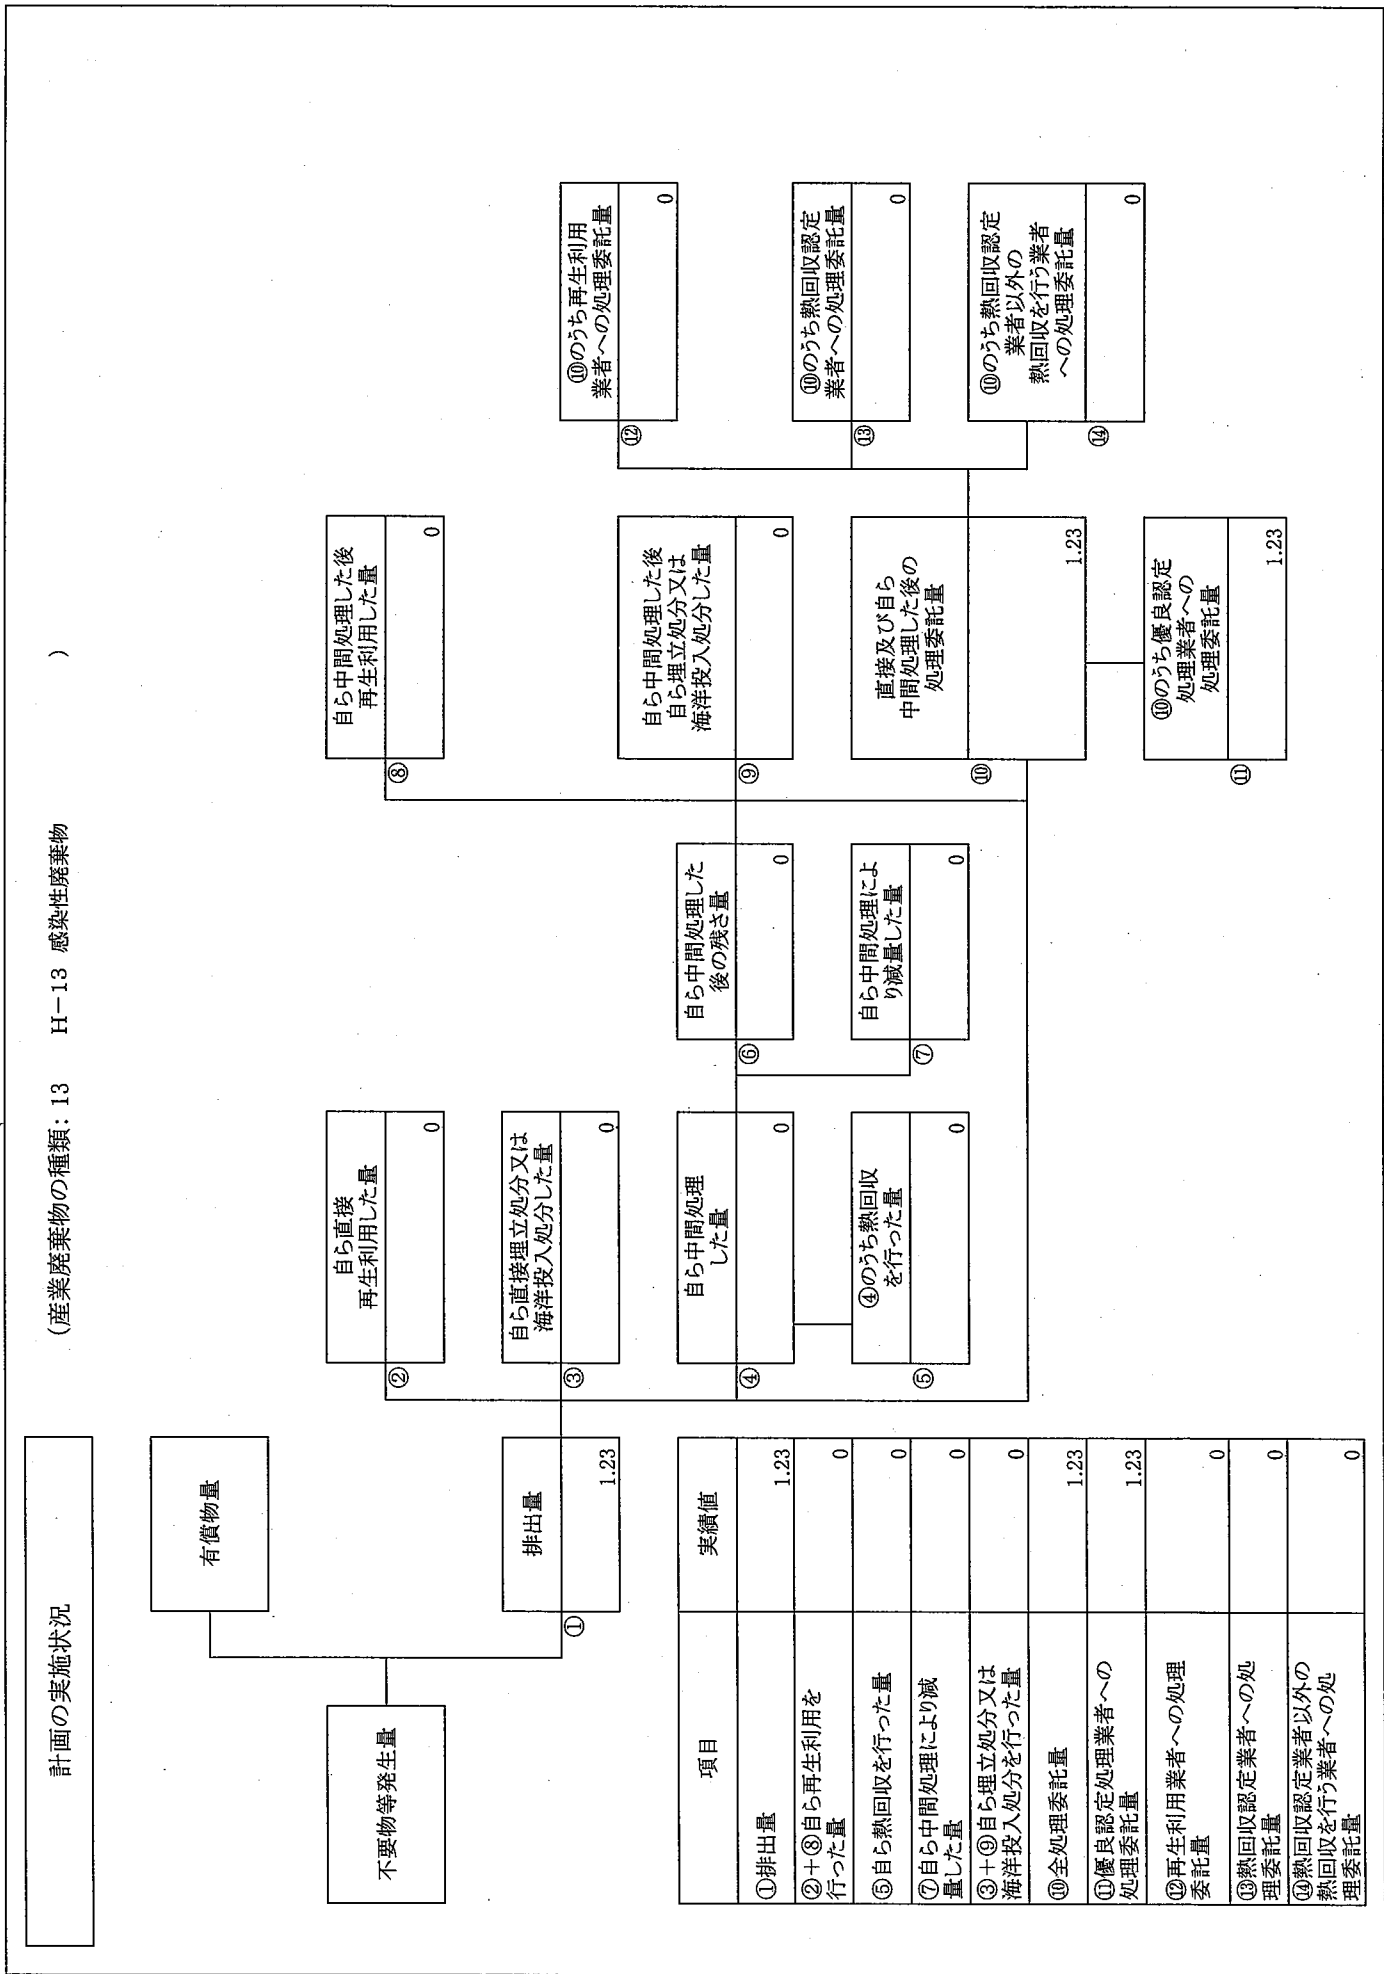 計画の実施状況
(産業廃棄物の種類: 13 H－13 感染性廃棄物 )
不要物等発生量
有償物量
排出量
①
1.23
自ら直接
再生利用した量
②
0
自ら直接埋立処分又は
海洋投入処分した量
③
0
自ら中間処理
した量
④
0
④のうち熱回収
を行った量
⑤
0
自ら中間処理した
後の残さ量
⑥
0
自ら中間処理によ
り減量した量
⑦
0
自ら中間処理した後
再生利用した量
⑧
0
自ら中間処理した後
自ら埋立処分又は
海洋投入処分した量
⑨
0
直接及び自ら
中間処理した後の
処理委託量
⑩
1.23
⑩のうち優良認定
処理業者への
処理委託量
⑪
1.23
⑩のうち再生利用
業者への処理委託量
⑫
0
⑩のうち熱回収認定
業者への処理委託量
⑬
0
⑩のうち熱回収認定
業者以外の
熱回収を行う業者
への処理委託量
⑭
0
項目 実績値
①排出量 1.23
②＋⑧自ら再生利用を
行った量 0
⑤自ら熱回収を行った量 0
⑦自ら中間処理により減
量した量 0
③＋⑨自ら埋立処分又は
海洋投入処分を行った量 0
⑩全処理委託量 1.23
⑪優良認定処理業者への
処理委託量 1.23
⑫再生利用業者への処理
委託量 0
⑬熱回収認定業者への処
理委託量 0
⑭熱回収認定業者以外の
熱回収を行う業者への処
理委託量 0